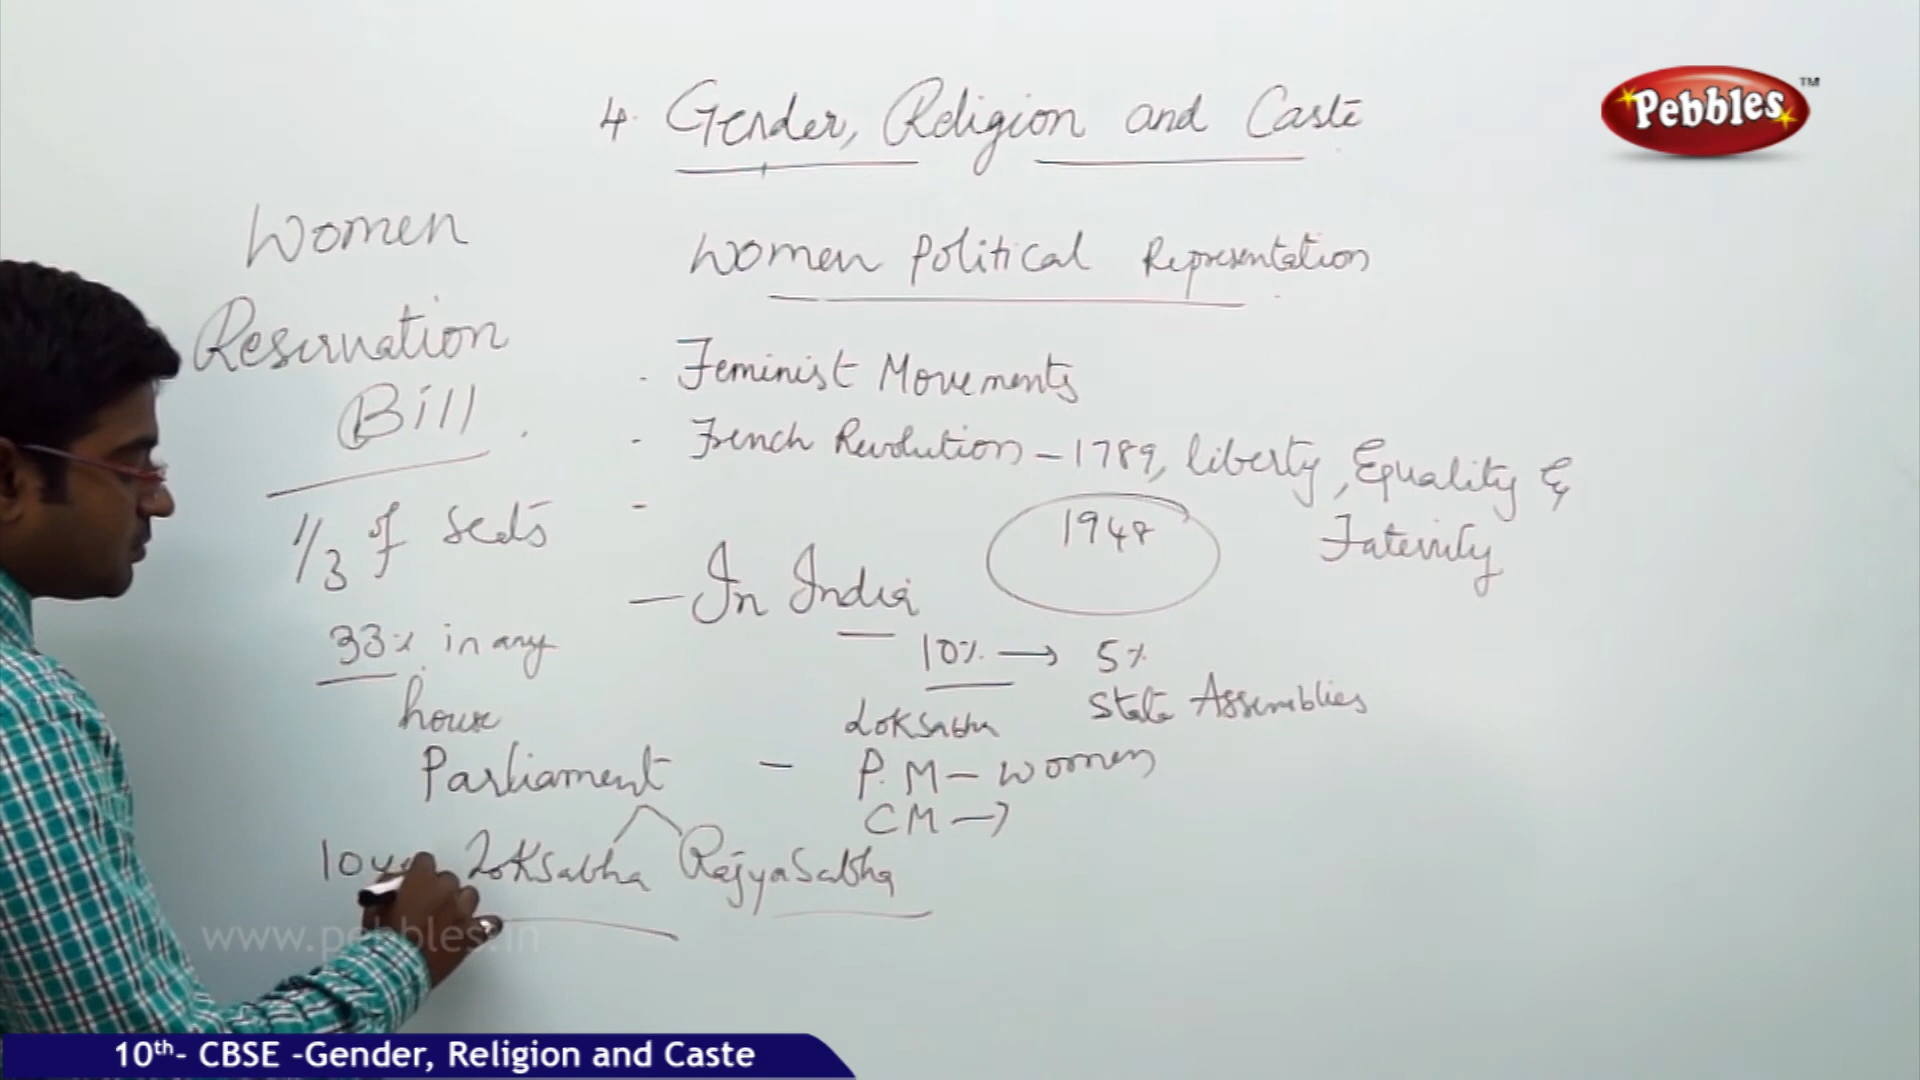 4. Gender, Religion and Caste
Pebbles™
Women
Reservation
Bill
1/3 of Seats
33% in any
house
Women Political Representation
Feminist Movements
French Revolution - 1789, liberty, Equality &
Faternity
1948
- In India
10% → 5%
Loksabha
State Assemblies
Parliament - P.M - women
CM →
10 Loksabha Rajyasabha
www.pebbles.in
10th- CBSE -Gender, Religion and Caste